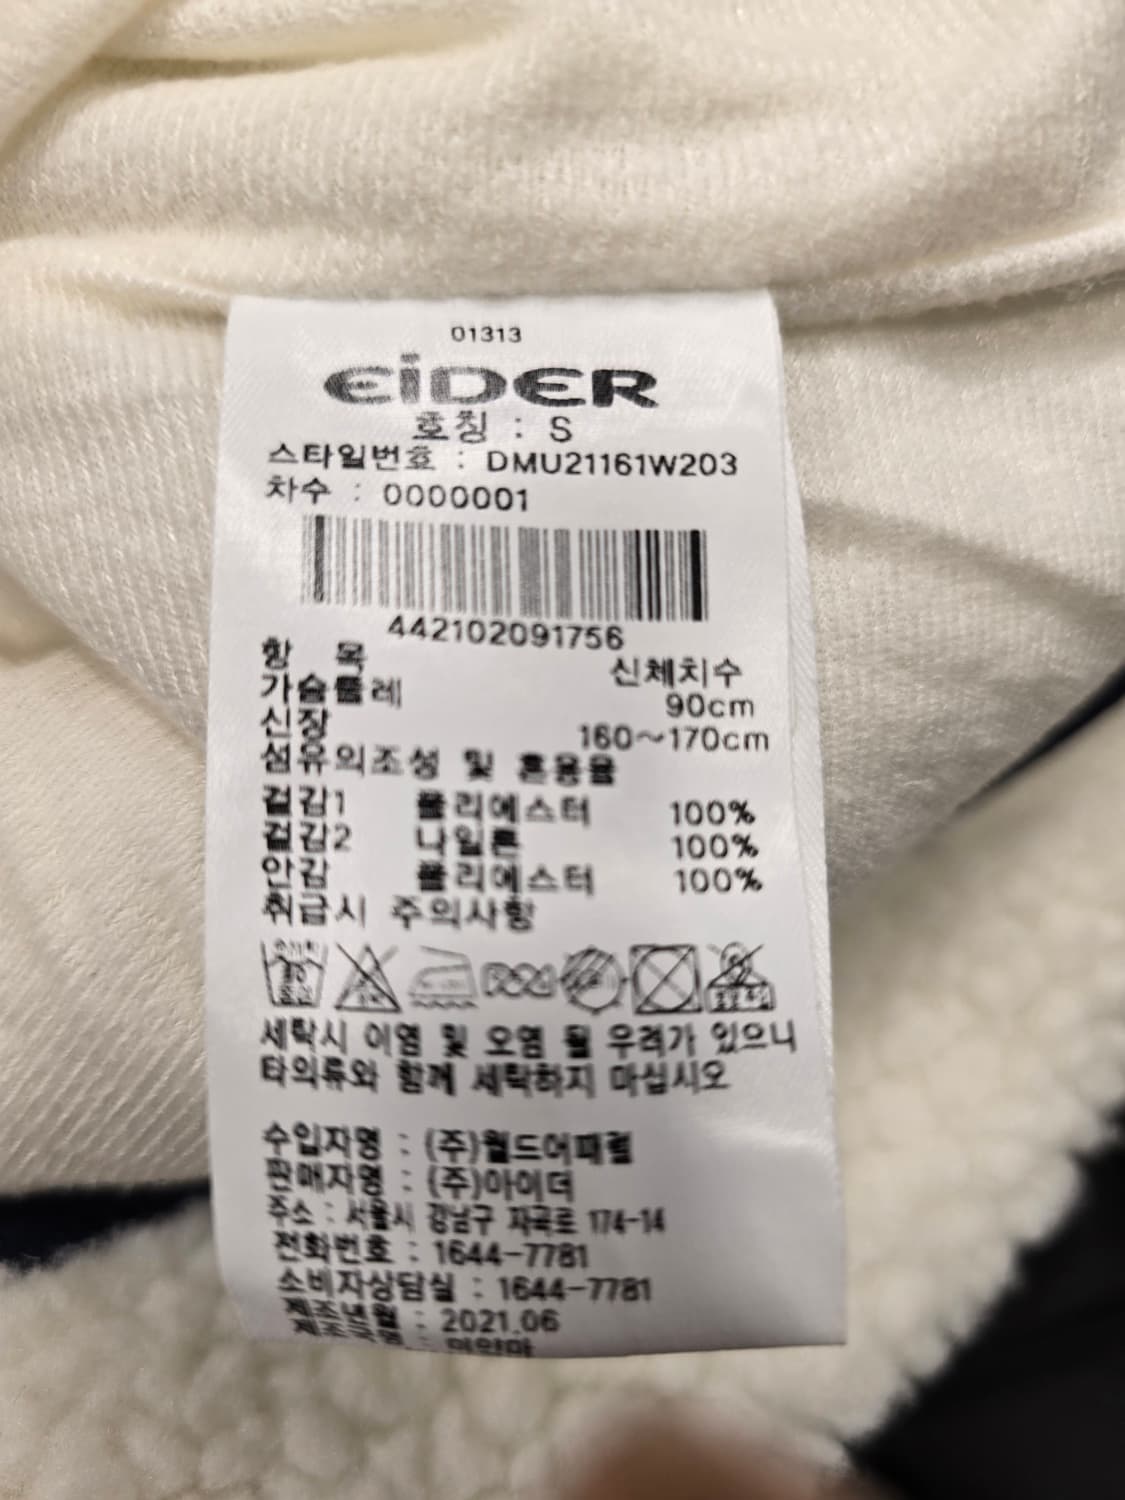 01313
EiDER
호칭 : S
스타일번호 : DMU21161W203
차수 : 0000001
442102091756
항 목 신체치수
가슴둘레 90cm
신장 160~170cm
섬유의조성 및 혼용율
겉감1 폴리에스터 100%
겉감2 나일론 100%
안감 폴리에스터 100%
취급시 주의사항
세탁시 이염 및 오염 될 우려가 있으니
타의류와 함께 세탁하지 마십시오
수입자명 : (주)월드어패럴
판매자명 : (주)아이더
주소 : 서울시 강남구 자곡로 174-14
전화번호 : 1644-7781
소비자상담실 : 1644-7781
제조년월 : 2021.06
제조국명 : 미얀마